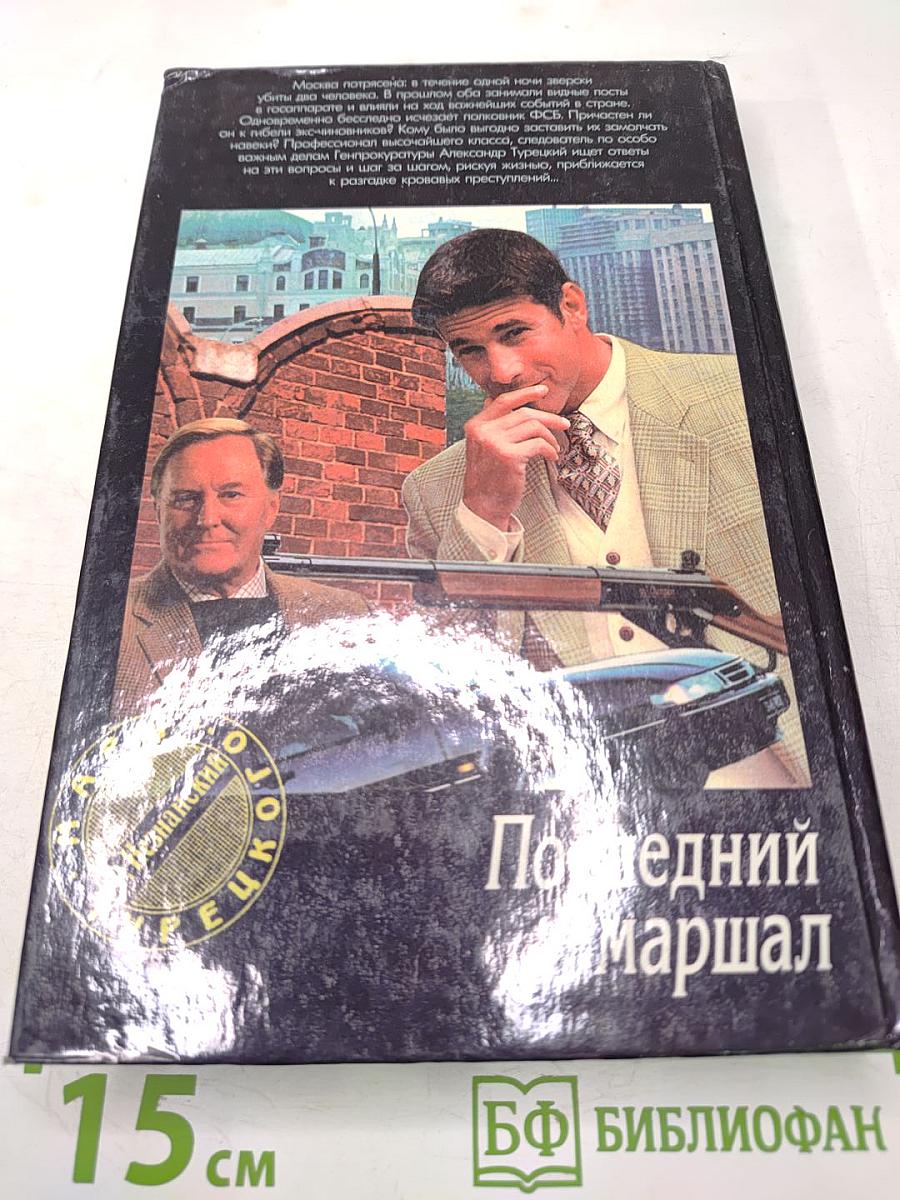 Москва потрясена: в течение одной ночи зверски
убиты два человека. В прошлом оба занимали видные посты
в госаппарате и влияли на ход важнейших событий в стране.
Одновременно бесследно исчезает полковник ФСБ. Причастен ли
он к гибели экс-чиновников? Кому было выгодно заставить их замолчать
навеки? Профессионал высочайшего класса, следователь по особо
важным делам Генпрокуратуры Александр Турецкий ищет ответы
на эти вопросы и шаг за шагом, рискуя жизнью, приближается
к разгадке кровавых преступлений...
Незнанский
Последний
маршал
15 см
БФ БИБЛИОФАН